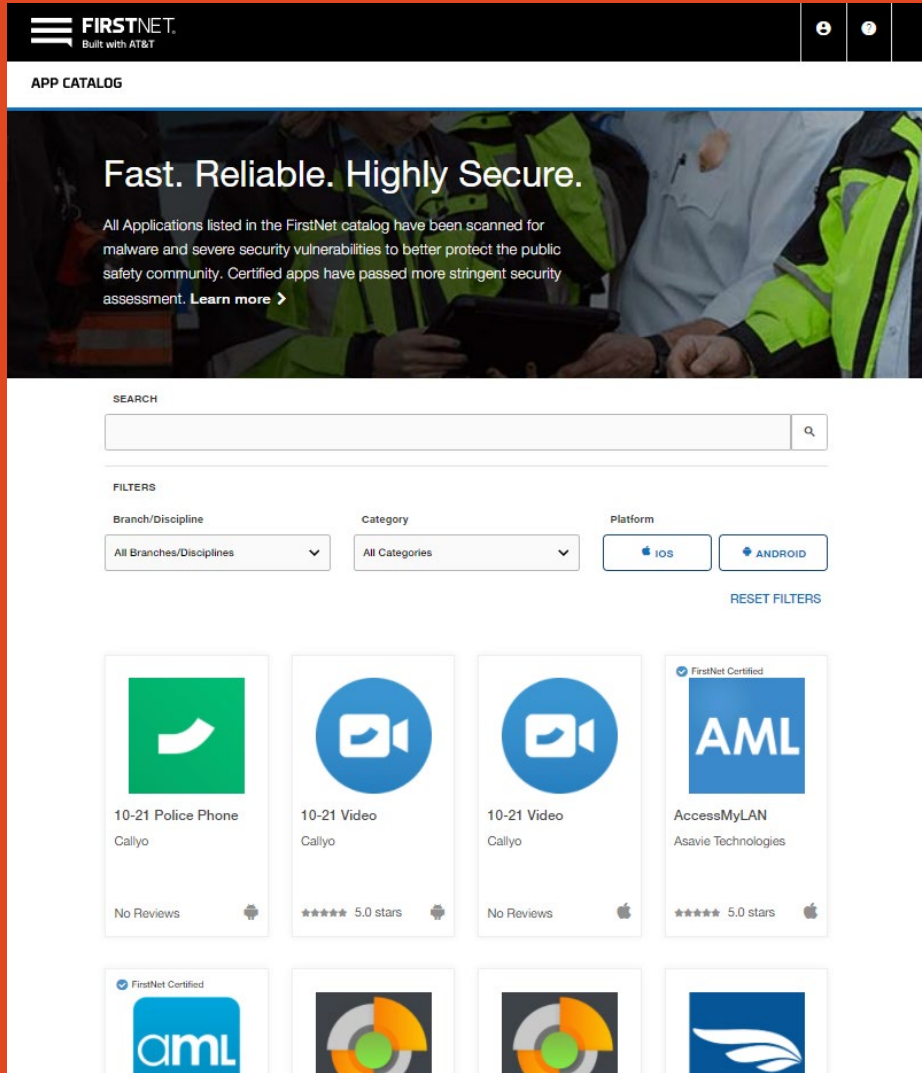 FIRSTNET.
Built with AT&T
APP CATALOG
Fast. Reliable. Highly Secure.
All Applications listed in the FirstNet catalog have been scanned for
malware and severe security vulnerabilities to better protect the public
safety community. Certified apps have passed more stringent security
assessment. Learn more >
SEARCH
FILTERS
Branch/Discipline Category Platform
All Branches/Disciplines All Categories IOS ANDROID
RESET FILTERS
FirstNet Certified
AML
10-21 Police Phone 10-21 Video 10-21 Video AccessMyLAN
Callyo Callyo Callyo Asavie Technologies
No Reviews ★★★★★ 5.0 stars No Reviews ★★★★★ 5.0 stars
FirstNet Certified
aml